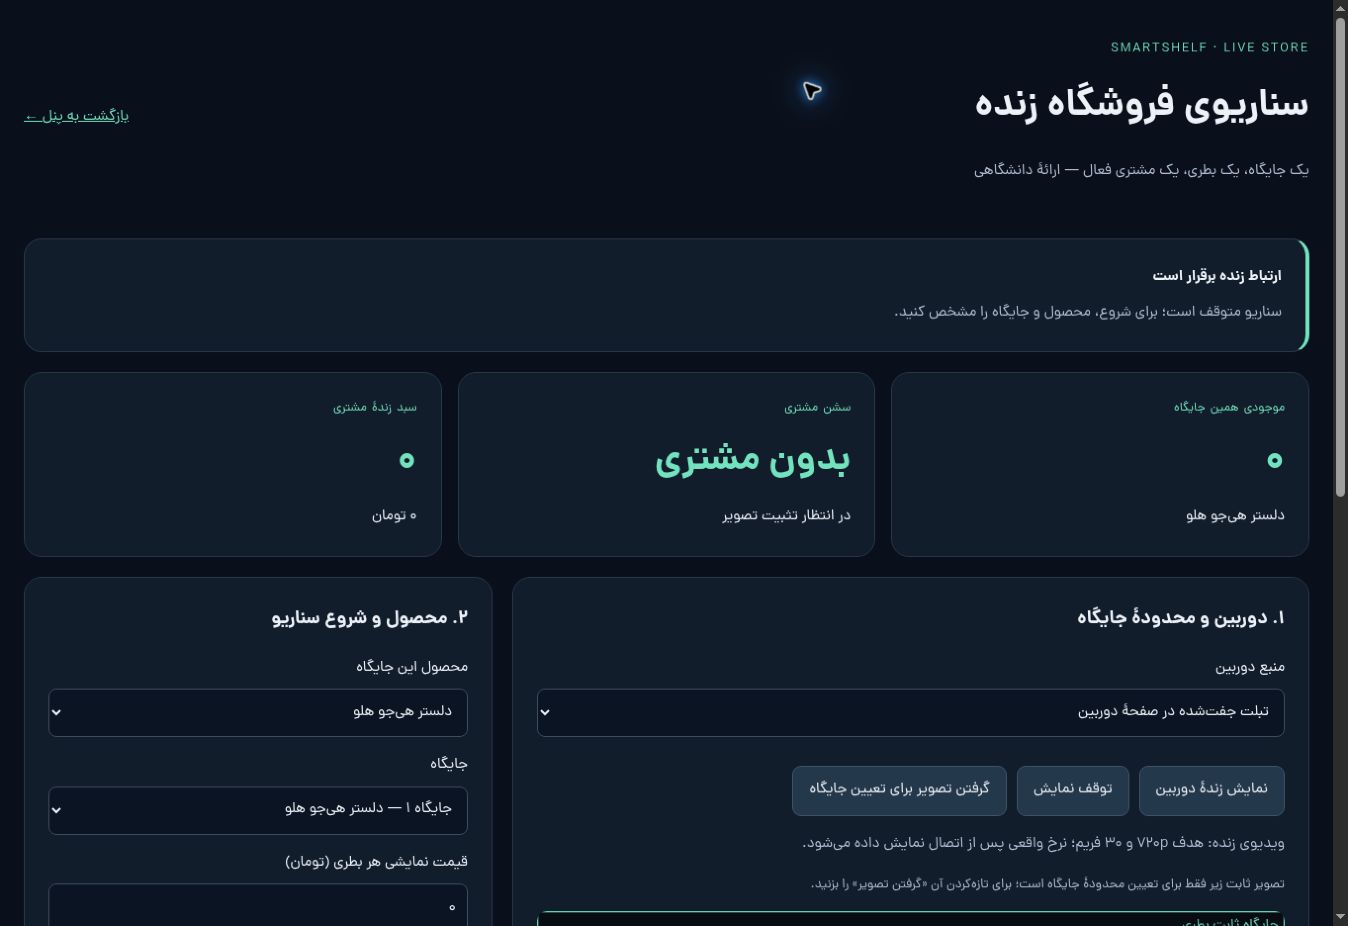 SMARTSHELF · LIVE STORE
سناریوی فروشگاه زنده
بازگشت به پنل ←
یک جایگاه، یک بطری، یک مشتری فعال — ارائهٔ دانشگاهی
ارتباط زنده برقرار است
سناریو متوقف است؛ برای شروع، محصول و جایگاه را مشخص کنید.
موجودی همین جایگاه
۰
دلستر هی‌جو هلو
سشن مشتری
بدون مشتری
در انتظار تثبیت تصویر
سبد زندهٔ مشتری
۰
۰ تومان
۱. دوربین و محدودهٔ جایگاه
منبع دوربین
تبلت جفت‌شده در صفحهٔ دوربین
نمایش زندهٔ دوربین
توقف نمایش
گرفتن تصویر برای تعیین جایگاه
ویدیوی زنده: هدف ۷۲۰p و ۳۰ فریم؛ نرخ واقعی پس از اتصال نمایش داده می‌شود.
تصویر ثابت زیر فقط برای تعیین محدودهٔ جایگاه است؛ برای تازه‌کردن آن «گرفتن تصویر» را بزنید.
جایگاه ثابت بطری
۲. محصول و شروع سناریو
محصول این جایگاه
دلستر هی‌جو هلو
جایگاه
جایگاه ۱ — دلستر هی‌جو هلو
قیمت نمایشی هر بطری (تومان)
۰